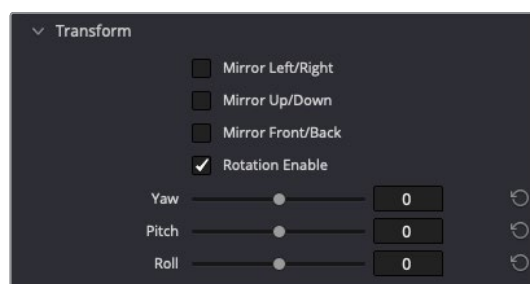 Transform
Mirror Left/Right
Mirror Up/Down
Mirror Front/Back
Rotation Enable
Yaw 0
Pitch 0
Roll 0